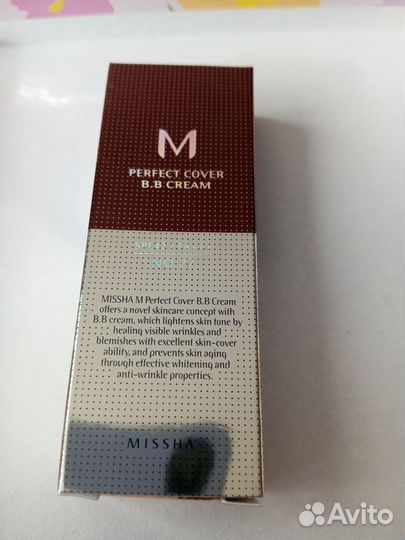 M
PERFECT COVER
B.B CREAM
SPF42
MISSHA M Perfect Cover B.B Cream
offers a novel skincare concept with
B.B cream, which lightens skin tone by
healing visible wrinkles and
blemishes with excellent skin-cover
ability, and prevents skin aging
through effective whitening and
anti-wrinkle properties.
MISSHA
Avito